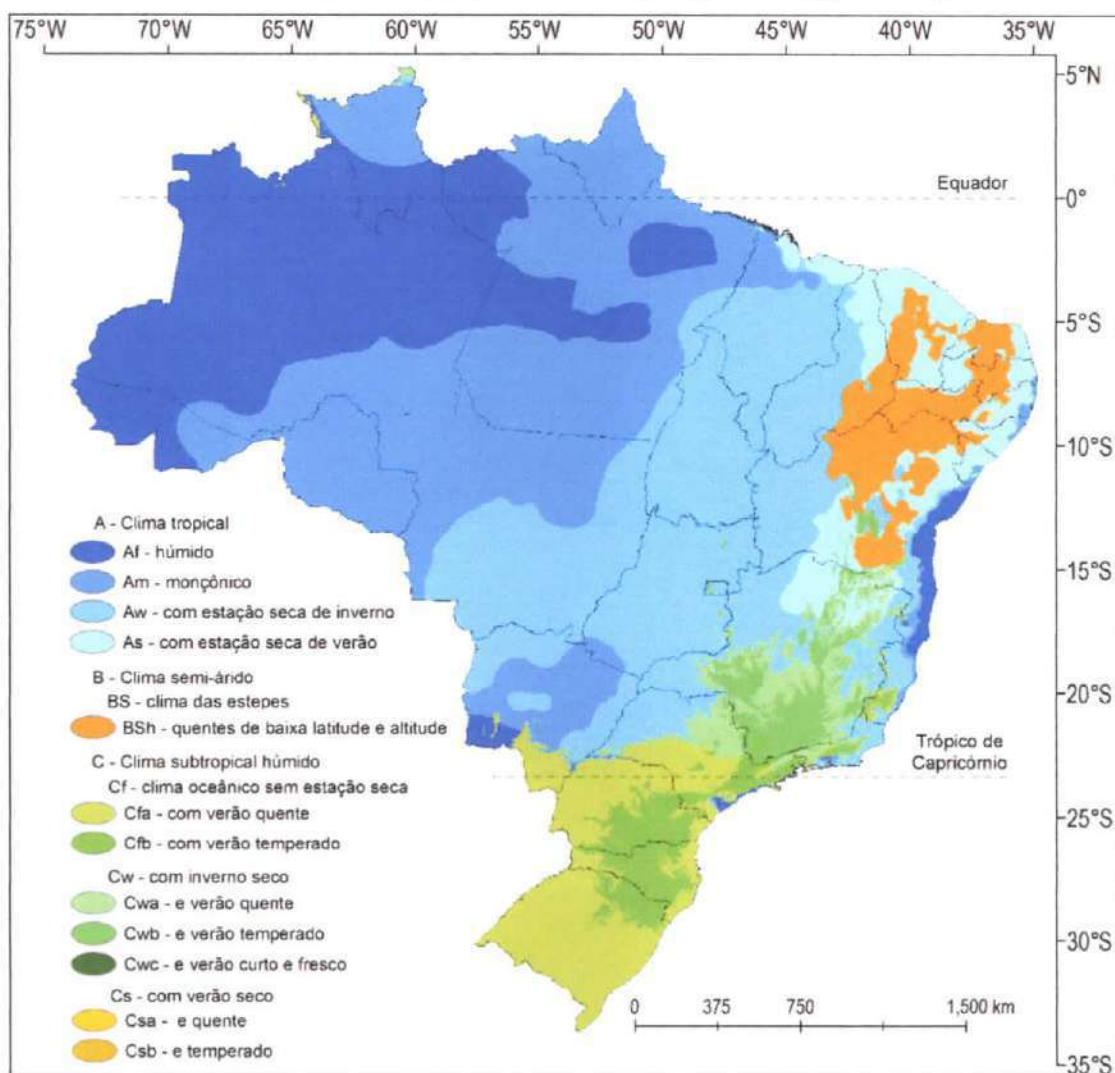 75°W 70°W 65°W 60°W 55°W 50°W 45°W 40°W 35°W
5°N
Equador
0°
5°S
10°S
15°S
20°S
Trópico de
Capricórnio
25°S
30°S
35°S
A - Clima tropical
Af - húmido
Am - monçônico
Aw - com estação seca de inverno
As - com estação seca de verão
B - Clima semi-árido
BS - clima das estepes
BSh - quentes de baixa latitude e altitude
C - Clima subtropical húmido
Cf - clima oceânico sem estação seca
Cfa - com verão quente
Cfb - com verão temperado
Cw - com inverno seco
Cwa - e verão quente
Cwb - e verão temperado
Cwc - e verão curto e fresco
Cs - com verão seco
Csa - e quente
Csb - e temperado
0 375 750 1,500 km